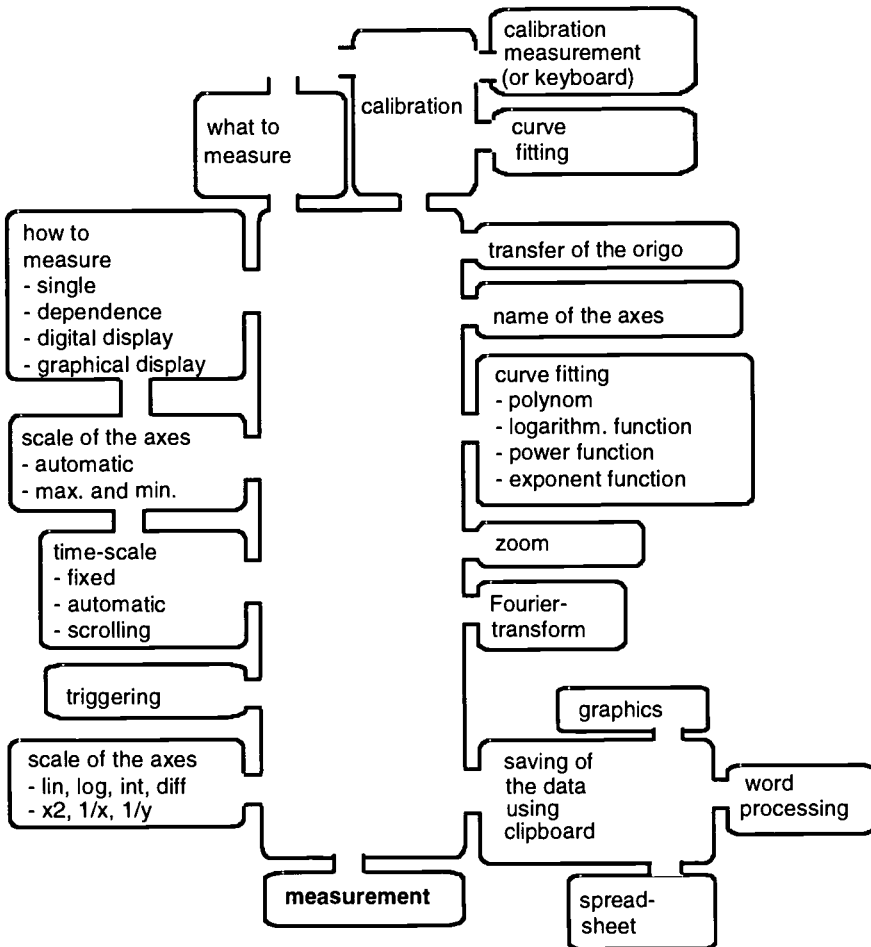 calibration
measurement
(or keyboard)
calibration
what to
measure
curve
fitting
how to
measure
- single
- dependence
- digital display
- graphical display
transfer of the origo
name of the axes
curve fitting
- polynom
- logarithm. function
- power function
- exponent function
scale of the axes
- automatic
- max. and min.
time-scale
- fixed
- automatic
- scrolling
zoom
Fourier-
transform
triggering
graphics
scale of the axes
- lin, log, int, diff
- x2, 1/x, 1/y
saving of
the data
using
clipboard
word
processing
measurement
spread-
sheet